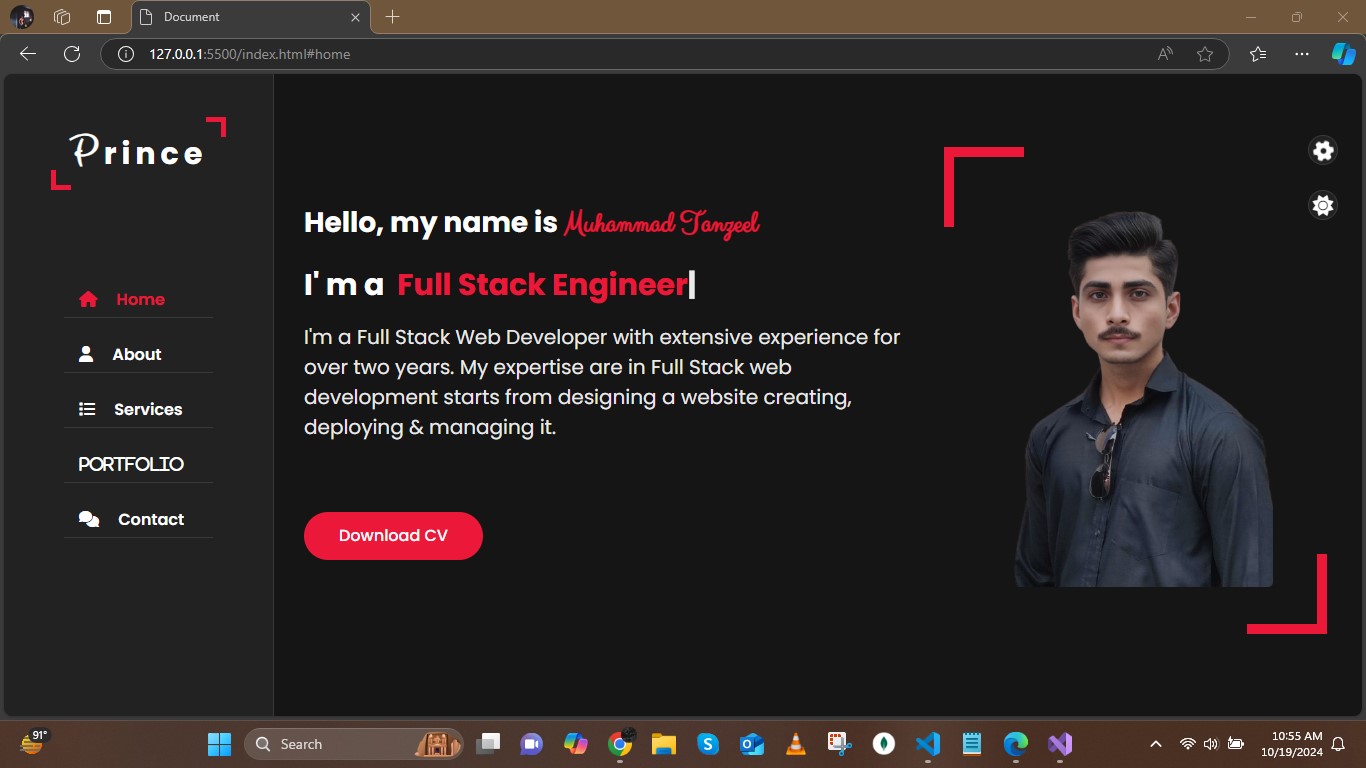 Document
127.0.0.1:5500/index.html#home
Prince
Home
About
Services
PORTFOLIO
Contact
Hello, my name is Muhammad Tanzeel
I' m a Full Stack Engineer
I'm a Full Stack Web Developer with extensive experience for
over two years. My expertise are in Full Stack web
development starts from designing a website creating,
deploying & managing it.
Download CV
91°
Search
10:55 AM
10/19/2024